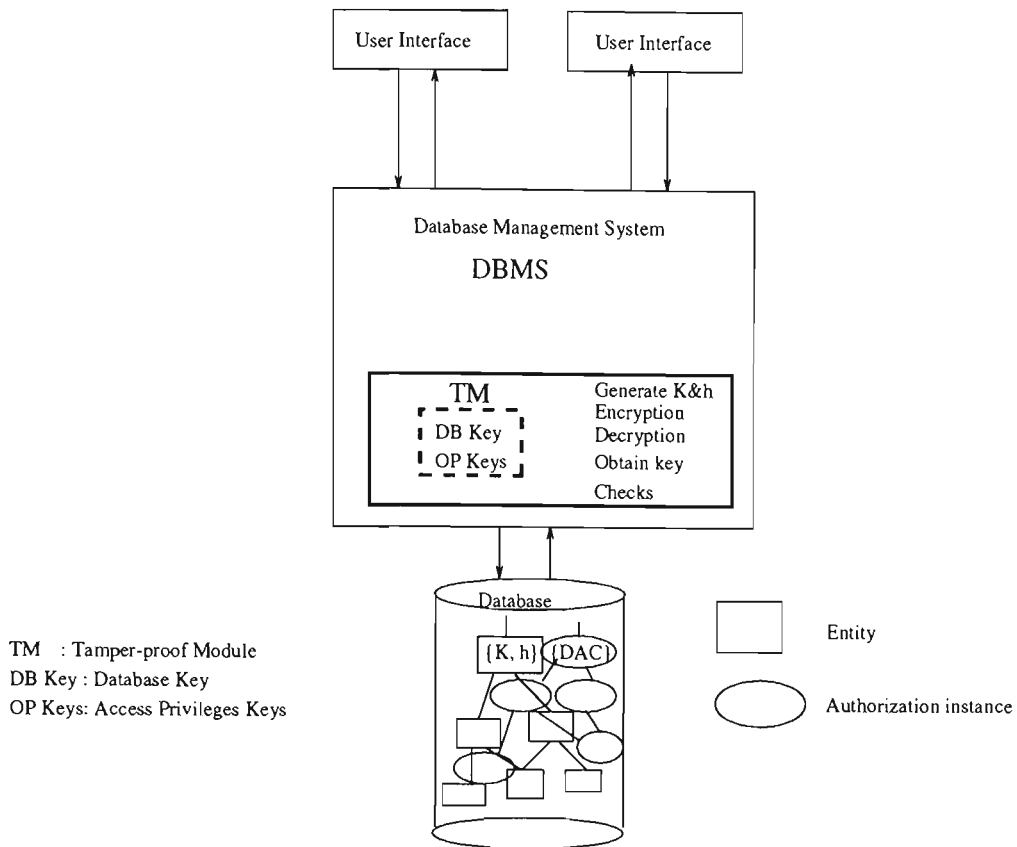 User Interface
User Interface
Database Management System
DBMS
TM
DB Key
OP Keys
Generate K&h
Encryption
Decryption
Obtain key
Checks
Database
{K, h}
{DAC}
TM : Tamper-proof Module
DB Key : Database Key
OP Keys: Access Privileges Keys
Entity
Authorization instance